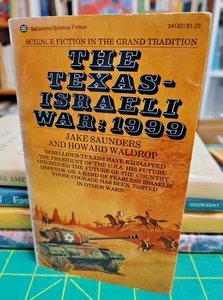 Ballantine/Science Fiction
24182/$1.25
SCIENCE FICTION IN THE GRAND TRADITION
THE
TEXAS-
ISRAELI
WAR: 1999
JAKE SAUNDERS
AND HOWARD WALDROP
REBELLIOUS TEXANS HAVE KIDNAPPED
THE PRESIDENT OF THE U.S.A. HIS FUTURE
AND INDEED THE FUTURE OF THE COUNTRY,
DEPENDS ON A BAND OF FEARLESS ISRAELIS
WHOSE COURAGE HAS BEEN TESTED
IN OTHER WARS!
DOUBLEDAY